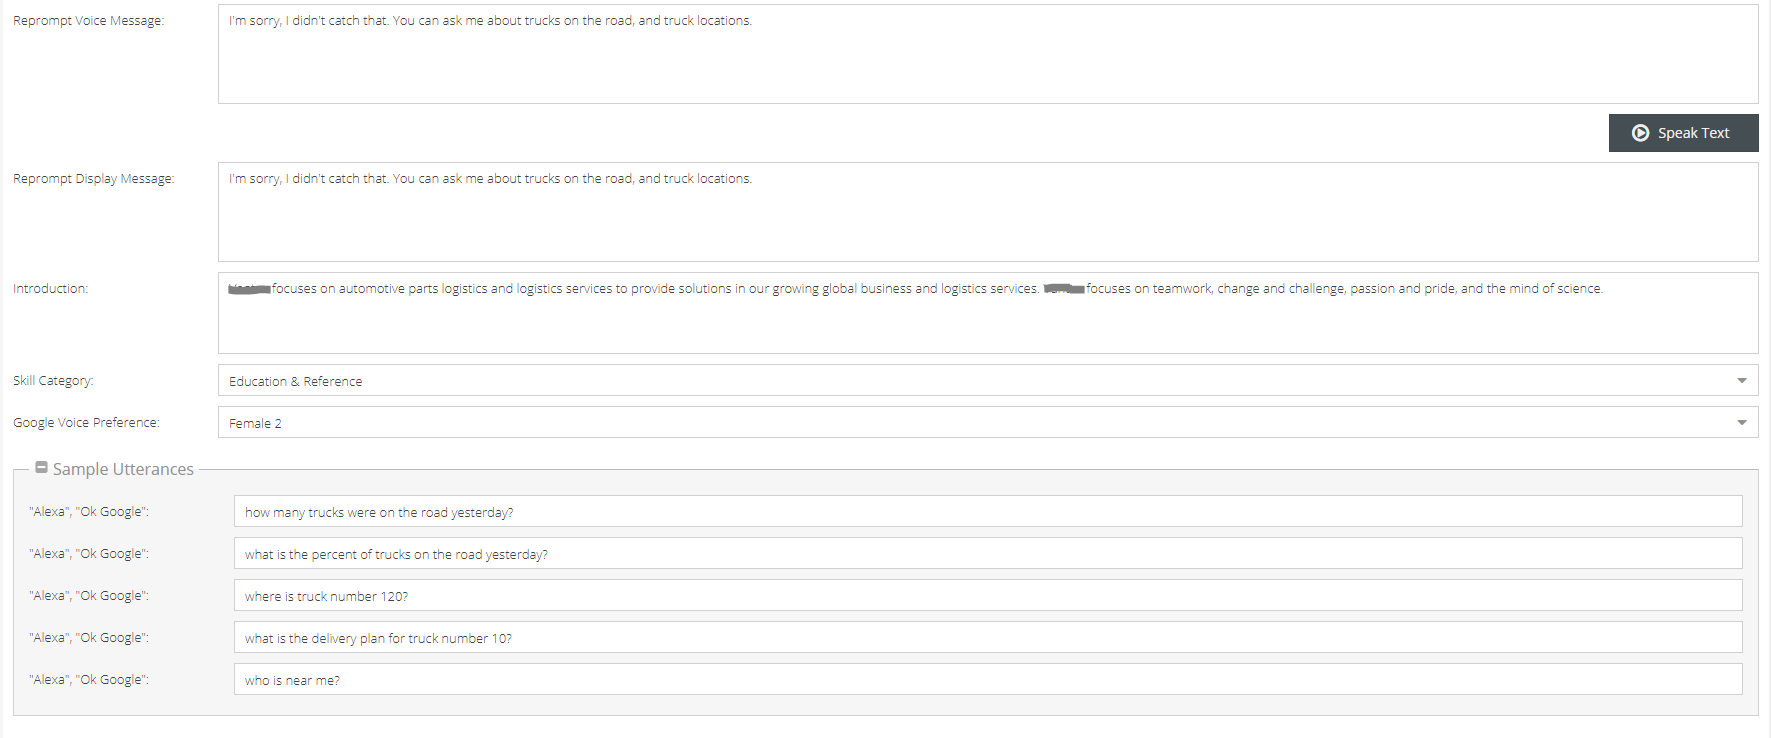 Reprompt Voice Message:
I'm sorry, I didn't catch that. You can ask me about trucks on the road, and truck locations.
Speak Text
Reprompt Display Message:
I'm sorry, I didn't catch that. You can ask me about trucks on the road, and truck locations.
Introduction:
focuses on automotive parts logistics and logistics services to provide solutions in our growing global business and logistics services. focuses on teamwork, change and challenge, passion and pride, and the mind of science.
Skill Category:
Education & Reference
Google Voice Preference:
Female 2
Sample Utterances
"Alexa", "Ok Google":
how many trucks were on the road yesterday?
"Alexa", "Ok Google":
what is the percent of trucks on the road yesterday?
"Alexa", "Ok Google":
where is truck number 120?
"Alexa", "Ok Google":
what is the delivery plan for truck number 10?
"Alexa", "Ok Google":
who is near me?